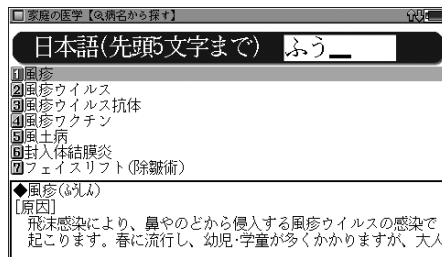 家庭の医学【🔍病名から探す】
日本語(先頭5文字まで) ふう__
1風疹
2風疹ウイルス
3風疹ウイルス抗体
4風疹ワクチン
5風土病
6封入体結膜炎
7フェイスリフト(除皺術)
◆風疹(ふうしん)
[原因]
飛沫感染により、鼻やのどから侵入する風疹ウイルスの感染で
起こります。春に流行し、幼児・学童が多くかかりますが、大人